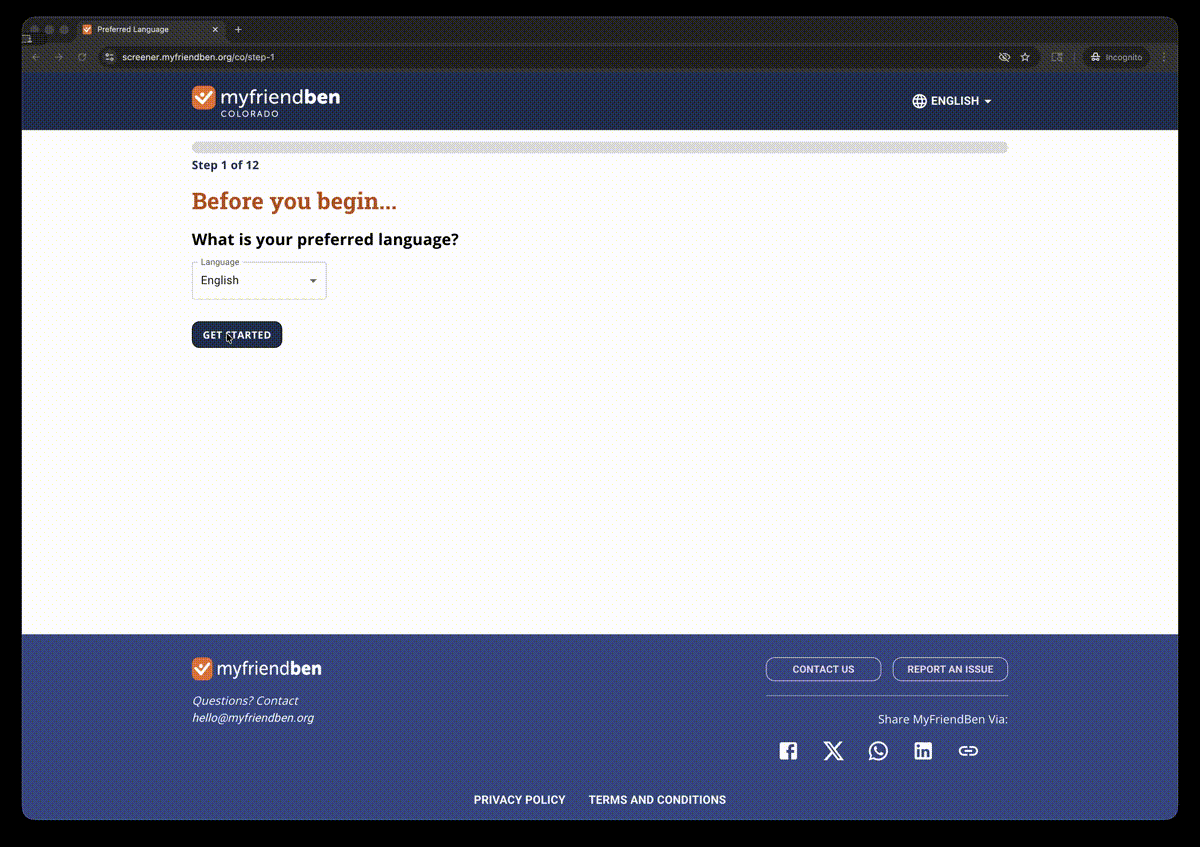 Preferred Language
screener.myfriendben.org/co/step-1
Incognito
myfriendben
COLORADO
ENGLISH
Step 1 of 12
Before you begin...
What is your preferred language?
Language
English
GET STARTED
myfriendben
Questions? Contact
hello@myfriendben.org
CONTACT US
REPORT AN ISSUE
Share MyFriendBen Via:
PRIVACY POLICY
TERMS AND CONDITIONS